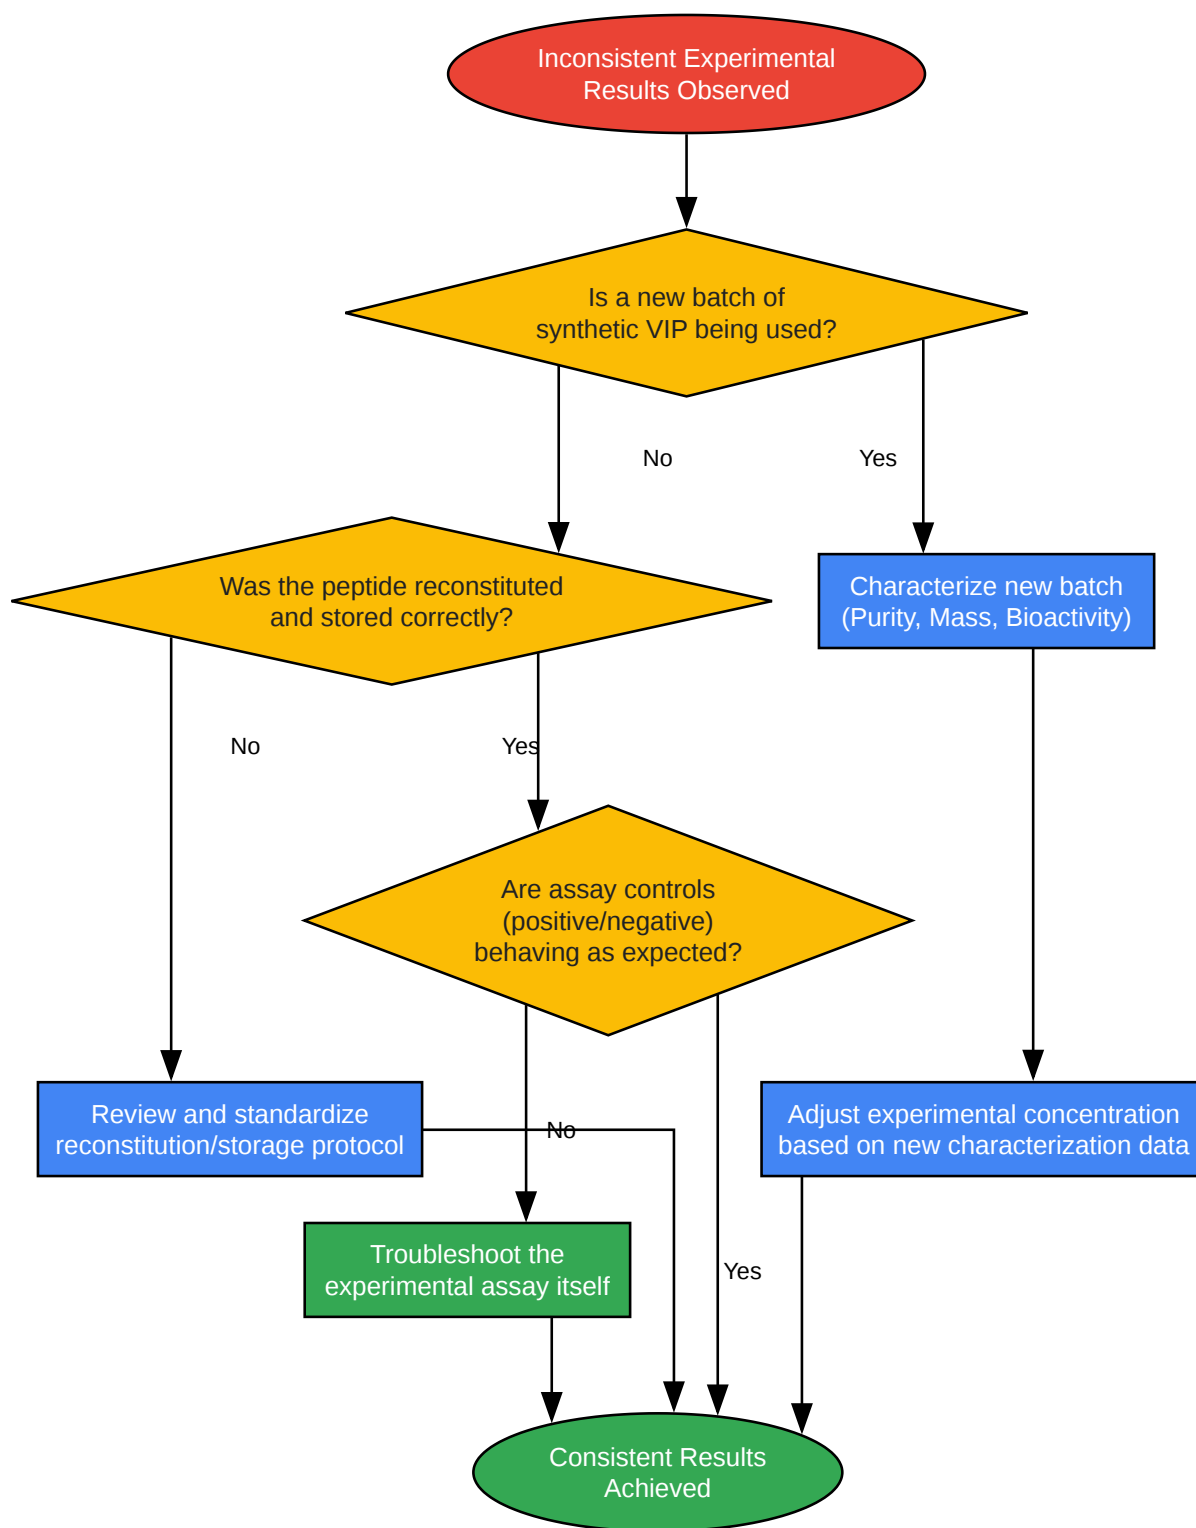 Inconsistent Experimental
Results Observed
Is a new batch of
synthetic VIP being used?
No
Yes
Was the peptide reconstituted
and stored correctly?
Characterize new batch
(Purity, Mass, Bioactivity)
No
Yes
Are assay controls
(positive/negative)
behaving as expected?
Review and standardize
reconstitution/storage protocol
No
Adjust experimental concentration
based on new characterization data
Troubleshoot the
experimental assay itself
Yes
Consistent Results
Achieved